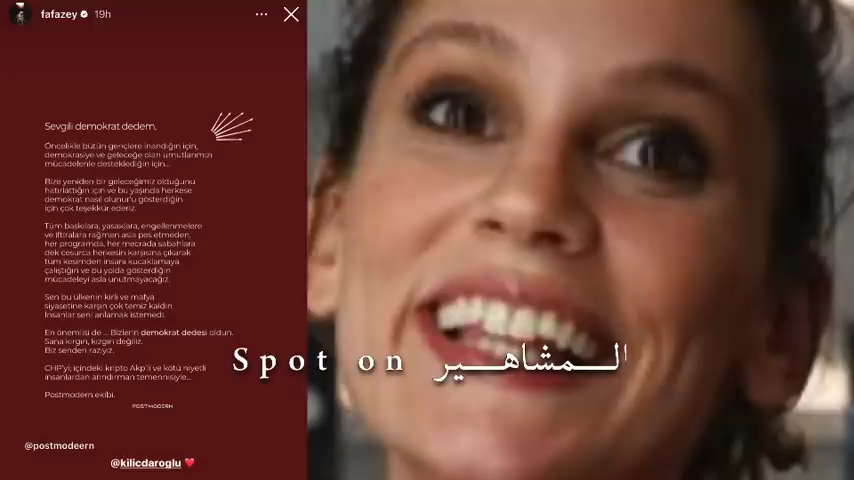 fafazey 19h
Sevgili demokrat dedem,
Öncelikle bütün gençlere inandığın için,
demokrasiye ve geleceğe olan umutlarımızı
mücadelenle desteklediğin için...
Bize yeniden bir geleceğimiz olduğunu
hatırlattığın için ve bu yaşında herkese
demokrat nasıl olunur'u gösterdiğin
için çok teşekkür ederiz.
Tüm baskılara, yasaklara, engellenmelere
ve iftiralara rağmen asla pes etmeden,
her programda, her mecrada sabahlara
dek cesurca herkesin karşısına çıkarak
tüm kesimden insanı kucaklamaya
çalıştığın ve bu yolda gösterdiğin
mücadeleyi asla unutmayacağız.
Sen bu ülkenin kirli ve mafya
siyasetine karşın çok temiz kaldın.
İnsanlar seni anlamak istemedi.
En önemlisi de ... Bizlerin demokrat dedesi oldun.
Sana kırgın, kızgın değiliz.
Biz senden razıyız.
CHP'yi; içindeki kripto Akp'li ve kötü niyetli
insanlardan arındırman temennisiyle...
Postmodern ekibi.
POSTMODERN
@postmodeern
@kilicdaroglu
Spot on المشاهير